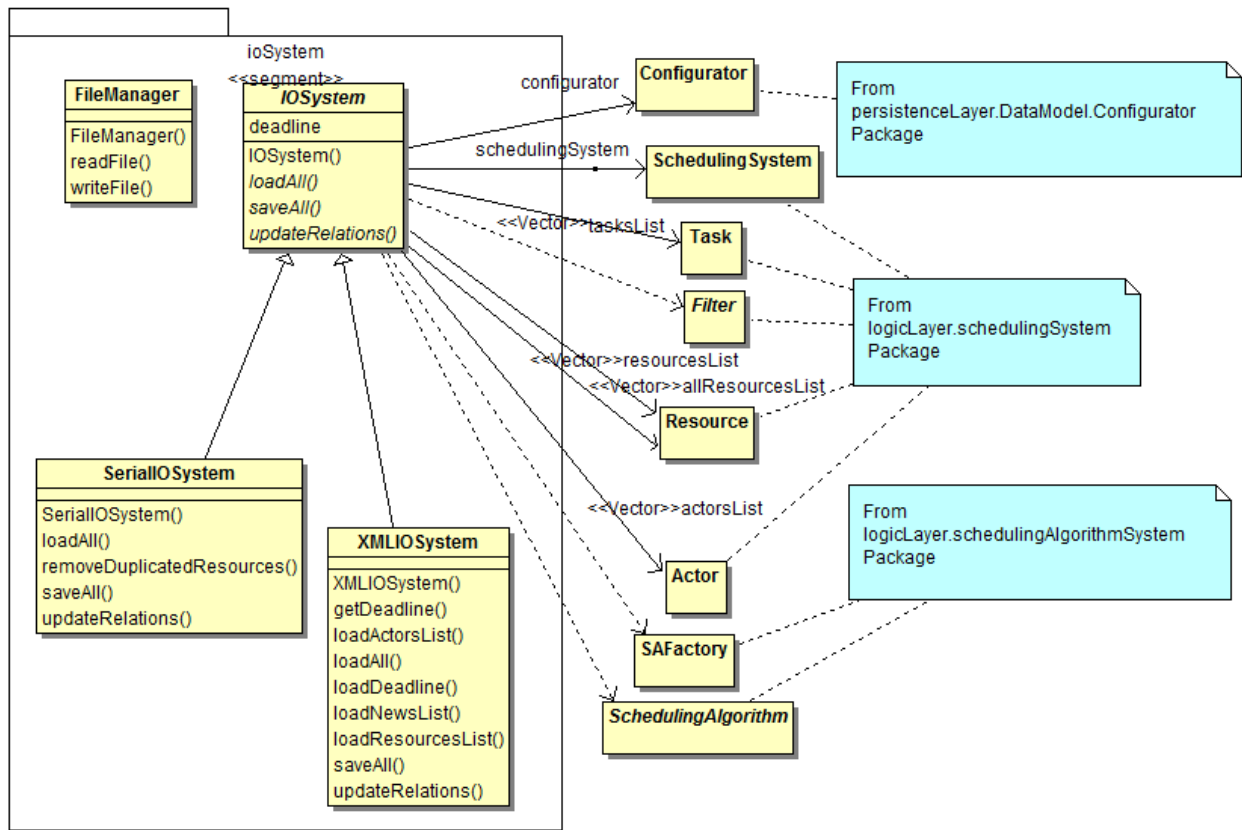 ioSystem
<<segment>>
FileManager
FileManager()
readFile()
writeFile()
IOSystem
deadline
IOSystem()
loadAll()
saveAll()
updateRelations()
configurator
Configurator
From
persistenceLayer.DataModel.Configurator
Package
schedulingSystem
SchedulingSystem
<<Vector>>tasksList
Task
Filter
From
logicLayer.schedulingSystem
Package
<<Vector>>resourcesList
<<Vector>>allResourcesList
Resource
SerialIOSystem
SerialIOSystem()
loadAll()
removeDuplicatedResources()
saveAll()
updateRelations()
XMLIOSystem
XMLIOSystem()
getDeadline()
loadActorsList()
loadAll()
loadDeadline()
loadNewsList()
loadResourcesList()
saveAll()
updateRelations()
<<Vector>>actorsList
Actor
From
logicLayer.schedulingAlgorithmSystem
Package
SAFactory
SchedulingAlgorithm